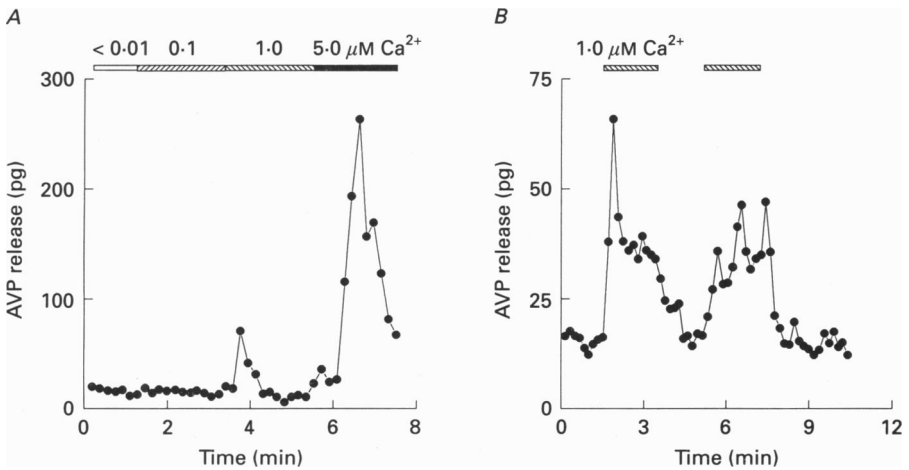 A
< 0·01 0·1 1·0 5·0 μM Ca²⁺
300
200
100
0
AVP release (pg)
0 2 4 6 8
Time (min)
B
1·0 μM Ca²⁺
75
50
25
0
AVP release (pg)
0 3 6 9 12
Time (min)